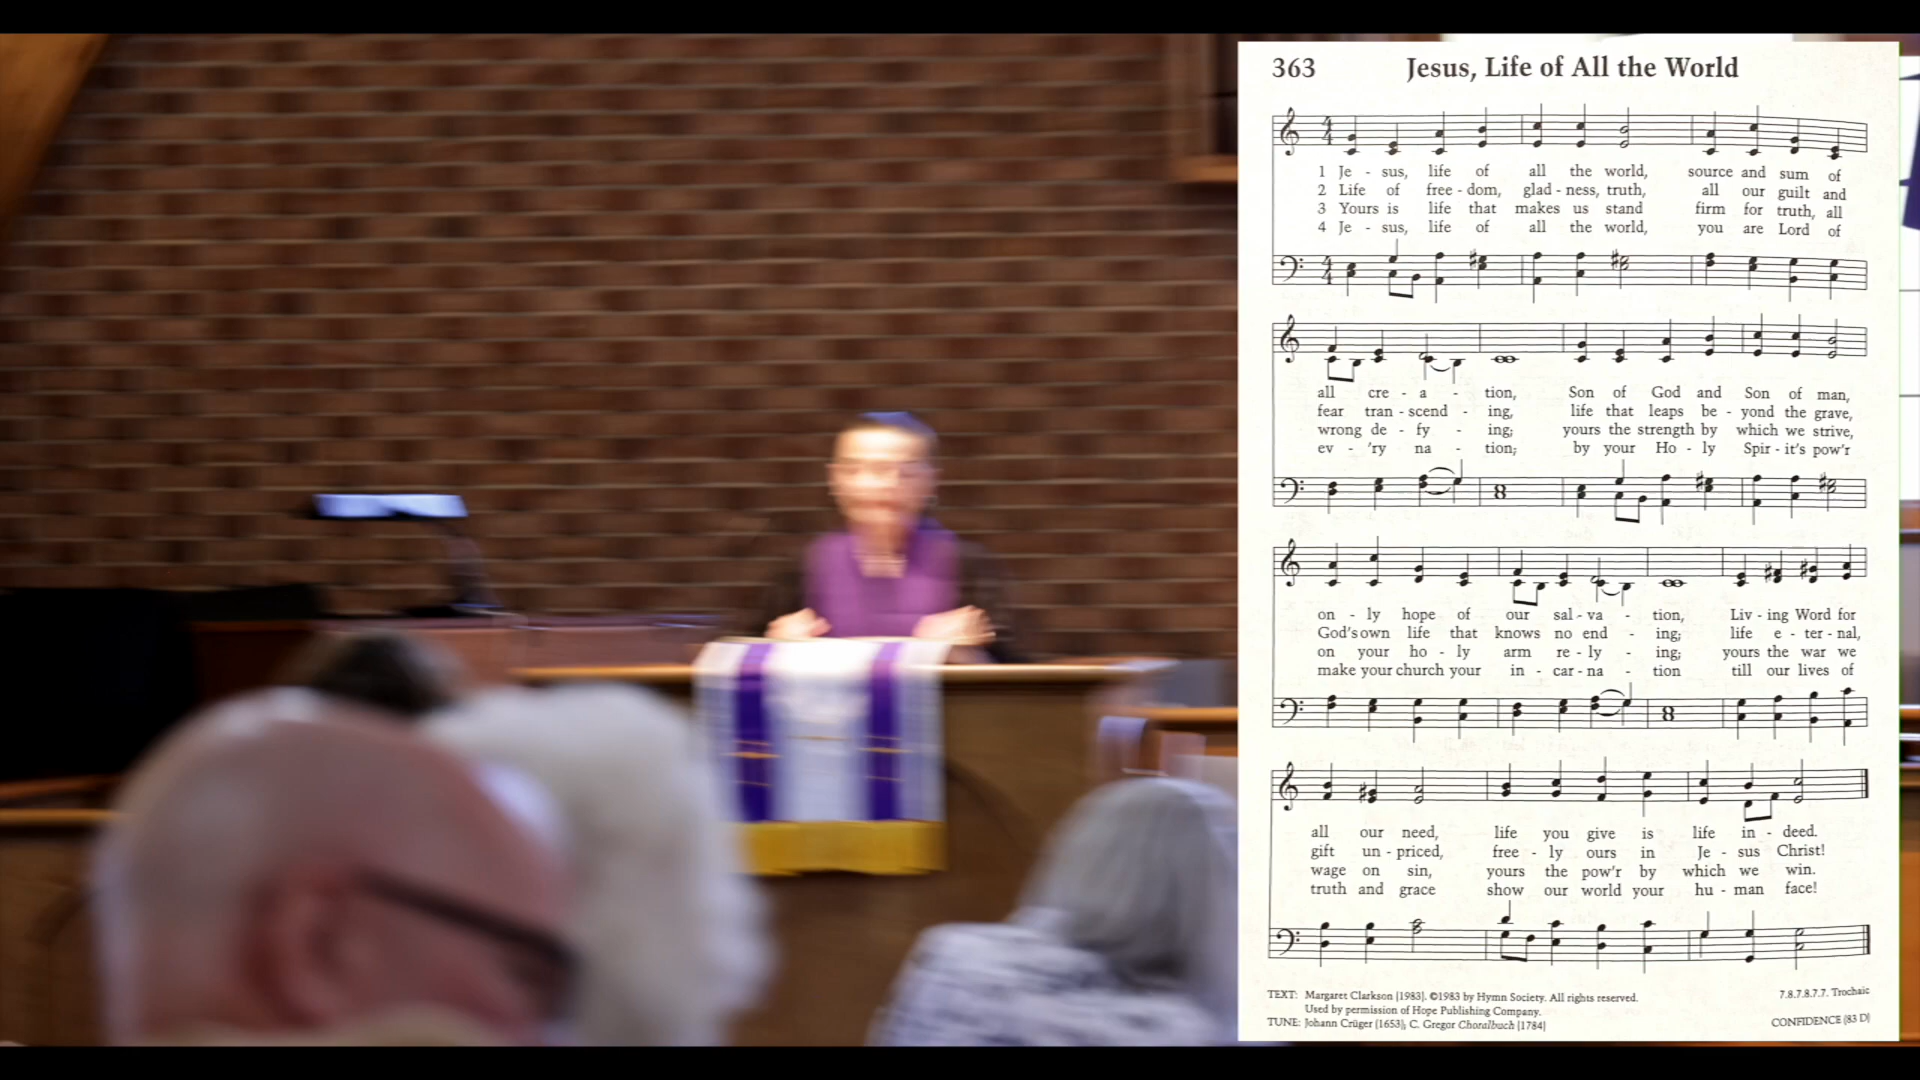 363 Jesus, Life of All the World
1 Je - sus, life of all the world, source and sum of
2 Life of free - dom, glad - ness, truth, all our guilt and
3 Yours is life that makes us stand firm for truth, all
4 Je - sus, life of all the world, you are Lord of
all cre - a - tion, Son of God and Son of man,
fear tran - scend - ing, life that leaps be - yond the grave,
wrong de - fy - ing; yours the strength by which we strive,
ev - 'ry na - tion; by your Ho - ly Spir - it's pow'r
on - ly hope of our sal - va - tion, Liv - ing Word for
God's own life that knows no end - ing; life e - ter - nal,
on your ho - ly arm re - ly - ing; yours the war we
make your church your in - car - na - tion till our lives of
all our need, life you give is life in - deed.
gift un - priced, free - ly ours in Je - sus Christ!
wage on sin, yours the pow'r by which we win.
truth and grace show our world your hu - man face!
TEXT: Margaret Clarkson (1983). ©1983 by Hymn Society. All rights reserved. 7.8.7.8.7.7. Trochaic
Used by permission of Hope Publishing Company.
TUNE: Johann Crüger (1653); C. Gregor Choralbuch (1784) CONFIDENCE (83 D)